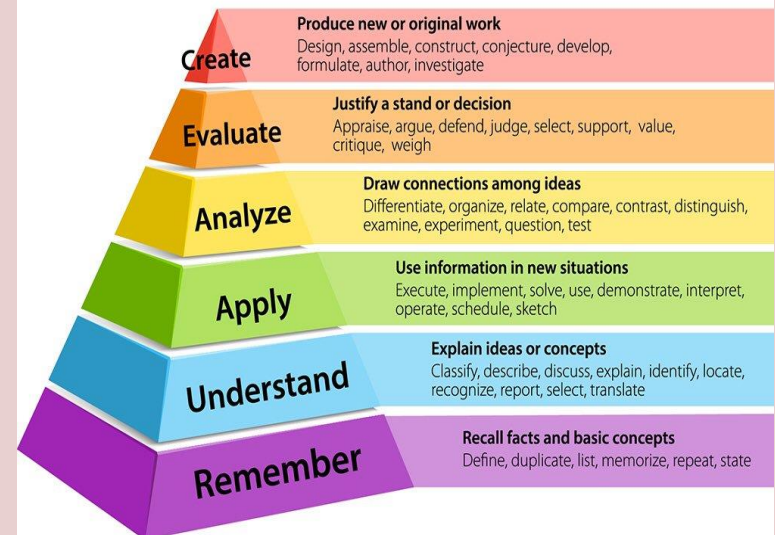 Create
Produce new or original work
Design, assemble, construct, conjecture, develop,
formulate, author, investigate
Evaluate
Justify a stand or decision
Appraise, argue, defend, judge, select, support, value,
critique, weigh
Analyze
Draw connections among ideas
Differentiate, organize, relate, compare, contrast, distinguish,
examine, experiment, question, test
Apply
Use information in new situations
Execute, implement, solve, use, demonstrate, interpret,
operate, schedule, sketch
Understand
Explain ideas or concepts
Classify, describe, discuss, explain, identify, locate,
recognize, report, select, translate
Remember
Recall facts and basic concepts
Define, duplicate, list, memorize, repeat, state